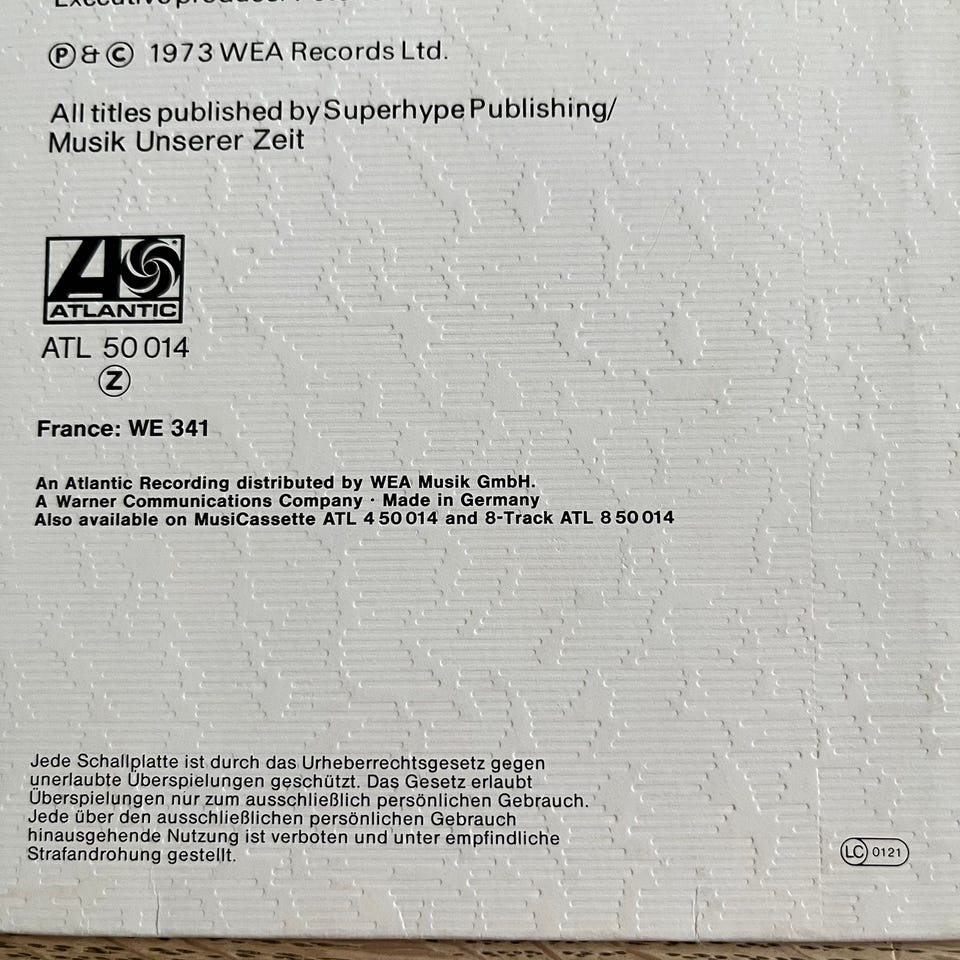 Executive producer: Pete
Ⓟ & © 1973 WEA Records Ltd.
All titles published by Superhype Publishing/
Musik Unserer Zeit
ATLANTIC
ATL 50 014
Z
France: WE 341
An Atlantic Recording distributed by WEA Musik GmbH.
A Warner Communications Company · Made in Germany
Also available on MusiCassette ATL 4 50 014 and 8-Track ATL 8 50 014
Jede Schallplatte ist durch das Urheberrechtsgesetz gegen
unerlaubte Überspielungen geschützt. Das Gesetz erlaubt
Überspielungen nur zum ausschließlich persönlichen Gebrauch.
Jede über den ausschließlichen persönlichen Gebrauch
hinausgehende Nutzung ist verboten und unter empfindliche
Strafandrohung gestellt.
LC 0121